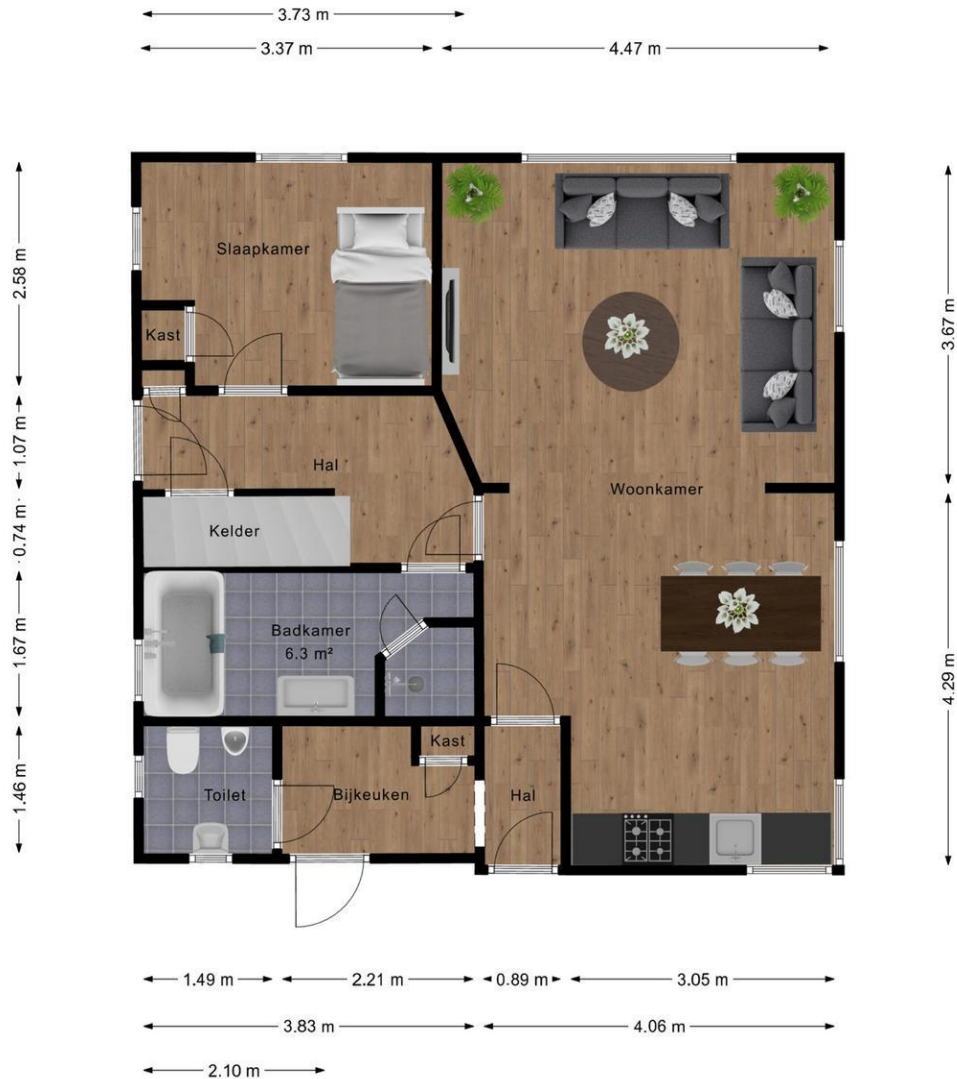 3.73 m
3.37 m
4.47 m
2.58 m
3.67 m
Slaapkamer
Kast
1.07 m
Hal
Woonkamer
0.74 m
Kelder
1.67 m
Badkamer
6.3 m²
4.29 m
1.46 m
Kast
Toilet
Bijkeuken
Hal
1.49 m
2.21 m
0.89 m
3.05 m
3.83 m
4.06 m
2.10 m